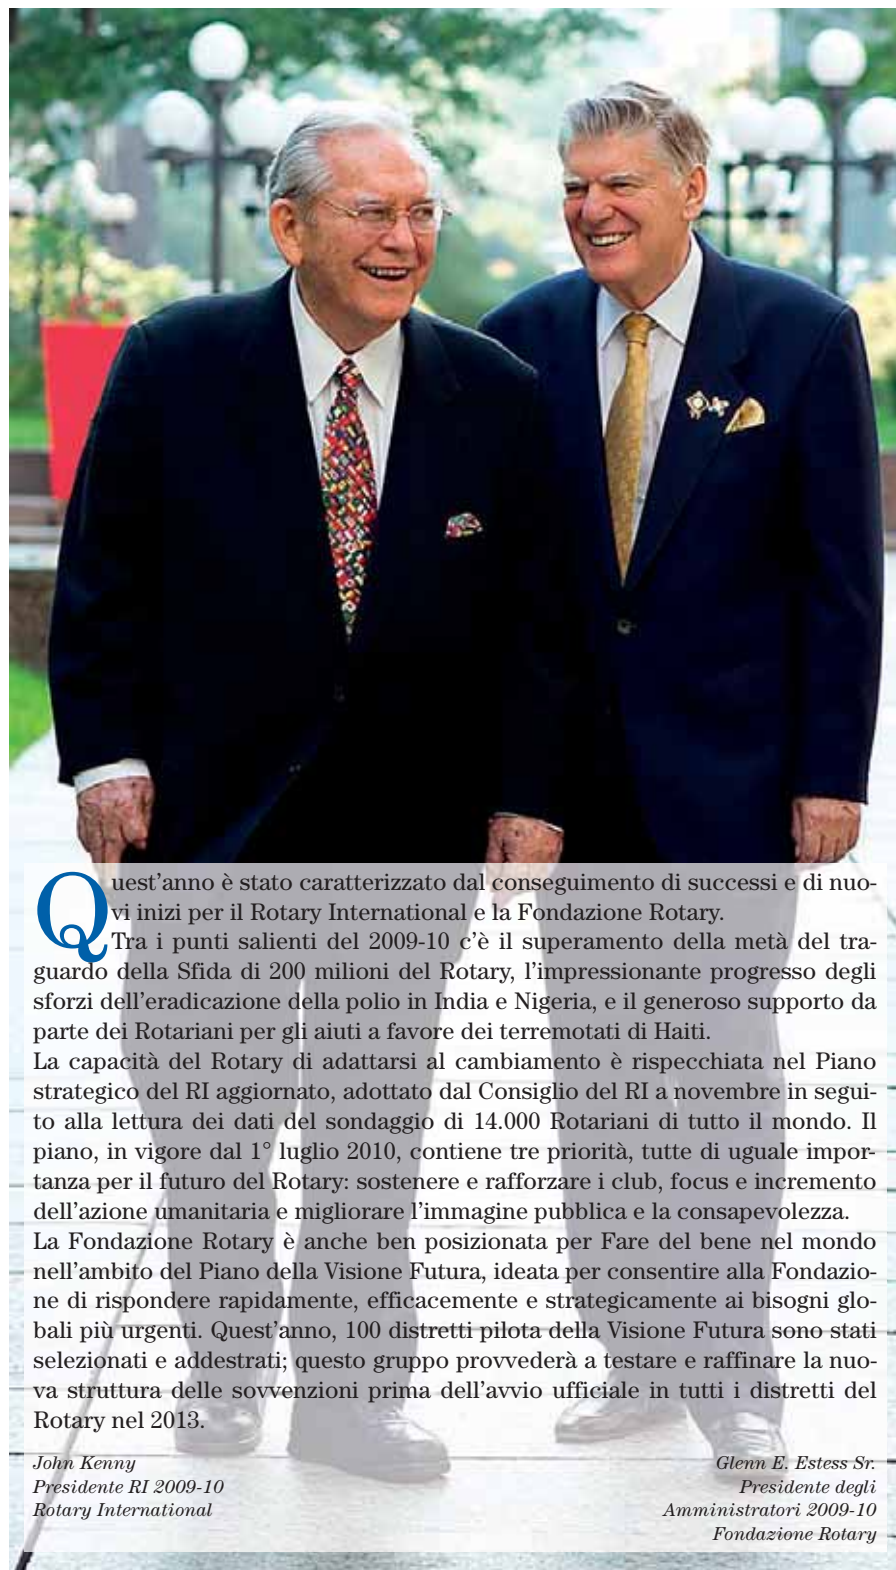 Quest’anno è stato caratterizzato dal conseguimento di successi e di nuo-
vi inizi per il Rotary International e la Fondazione Rotary.
Tra i punti salienti del 2009-10 c’è il superamento della metà del tra-
guardo della Sfida di 200 milioni del Rotary, l’impressionante progresso degli
sforzi dell’eradicazione della polio in India e Nigeria, e il generoso supporto da
parte dei Rotariani per gli aiuti a favore dei terremotati di Haiti.
La capacità del Rotary di adattarsi al cambiamento è rispecchiata nel Piano
strategico del RI aggiornato, adottato dal Consiglio del RI a novembre in segui-
to alla lettura dei dati del sondaggio di 14.000 Rotariani di tutto il mondo. Il
piano, in vigore dal 1° luglio 2010, contiene tre priorità, tutte di uguale impor-
tanza per il futuro del Rotary: sostenere e rafforzare i club, focus e incremento
dell’azione umanitaria e migliorare l’immagine pubblica e la consapevolezza.
La Fondazione Rotary è anche ben posizionata per Fare del bene nel mondo
nell’ambito del Piano della Visione Futura, ideata per consentire alla Fondazio-
ne di rispondere rapidamente, efficacemente e strategicamente ai bisogni glo-
bali più urgenti. Quest’anno, 100 distretti pilota della Visione Futura sono stati
selezionati e addestrati; questo gruppo provvederà a testare e raffinare la nuo-
va struttura delle sovvenzioni prima dell’avvio ufficiale in tutti i distretti del
Rotary nel 2013.
John Kenny
Presidente RI 2009-10
Rotary International
Glenn E. Estess Sr.
Presidente degli
Amministratori 2009-10
Fondazione Rotary